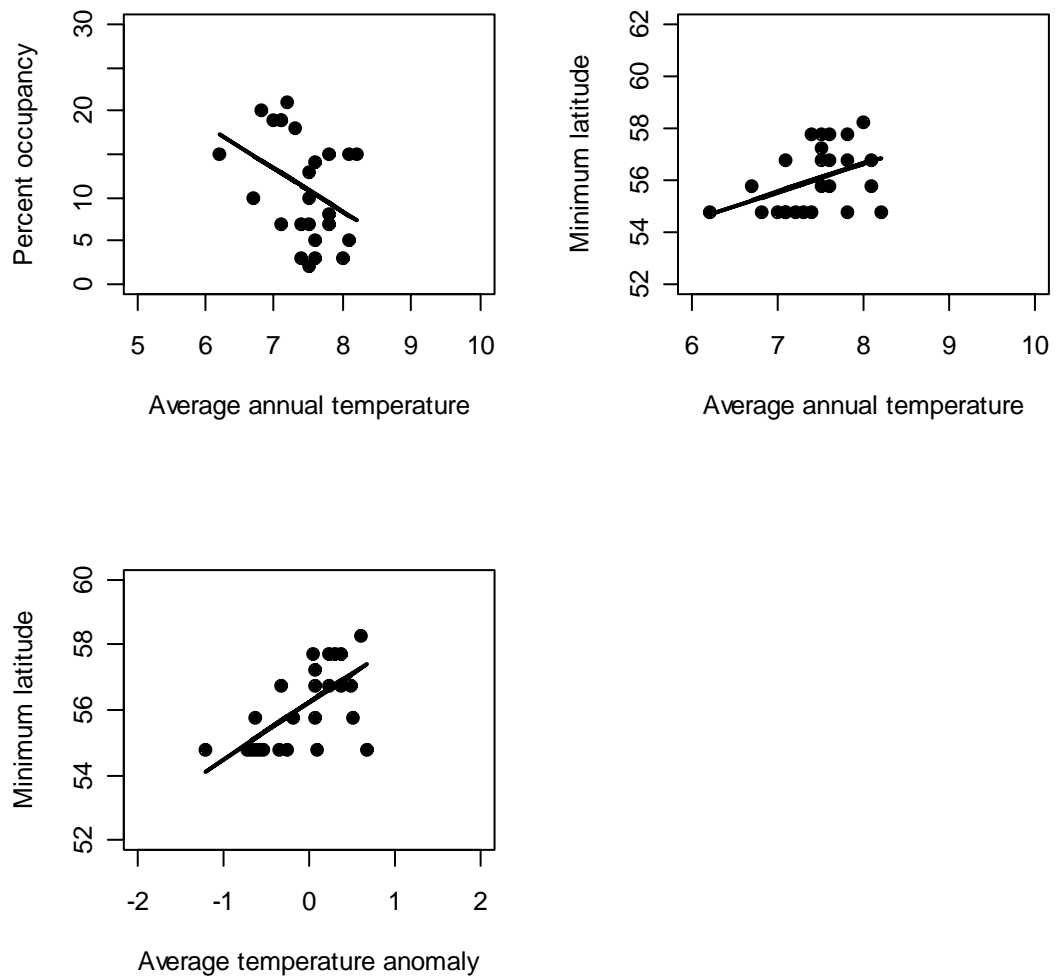 Percent occupancy
30
20
10
5
0
5 6 7 8 9 10
Average annual temperature
Minimum latitude
62
60
58
56
54
52
6 7 8 9 10
Average annual temperature
Minimum latitude
60
58
56
54
52
-2 -1 0 1 2
Average temperature anomaly